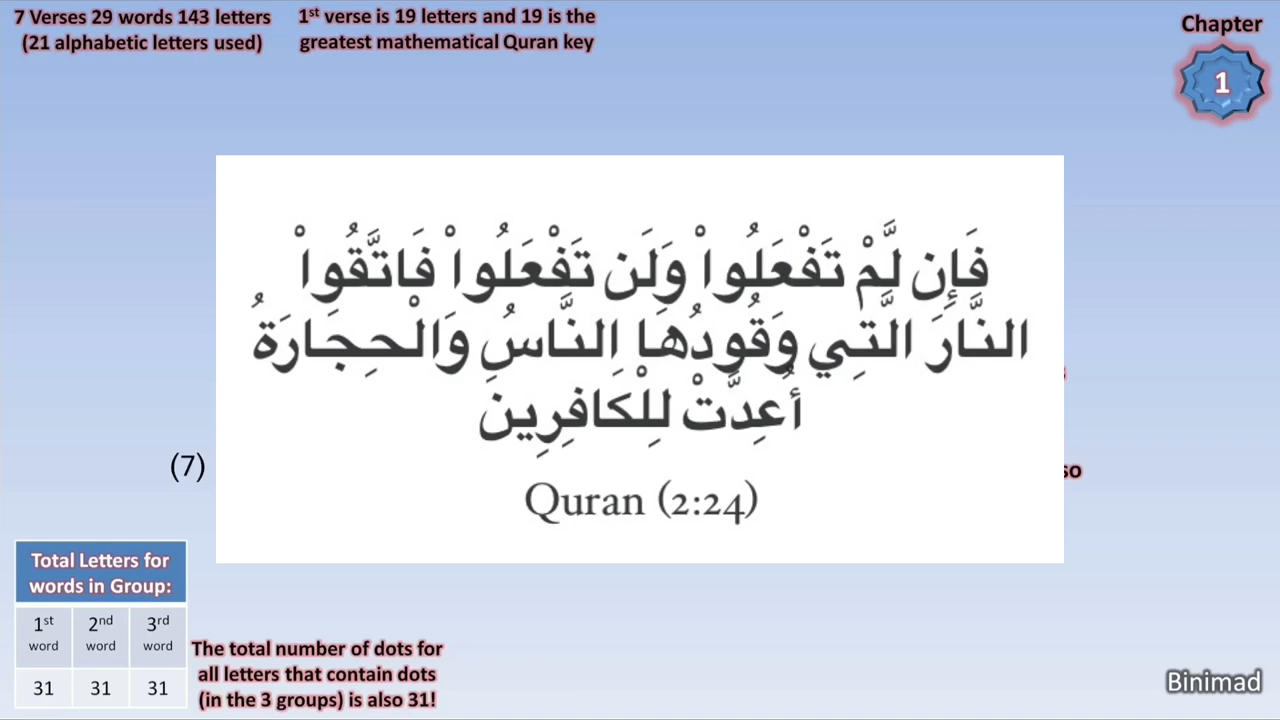 7 Verses 29 words 143 letters
(21 alphabetic letters used)
1st verse is 19 letters and 19 is the
greatest mathematical Quran key
Chapter
1
فَإِن لَّمْ تَفْعَلُواْ وَلَن تَفْعَلُواْ فَاتَّقُواْ
النَّارَ الَّتِي وَقُودُهَا النَّاسُ وَالْحِجَارَةُ
أُعِدَّتْ لِلْكَافِرِينَ
Quran (2:24)
(7)
so
Total Letters for
words in Group:
1st 2nd 3rd
word word word
31 31 31
The total number of dots for
all letters that contain dots
(in the 3 groups) is also 31!
Binimad